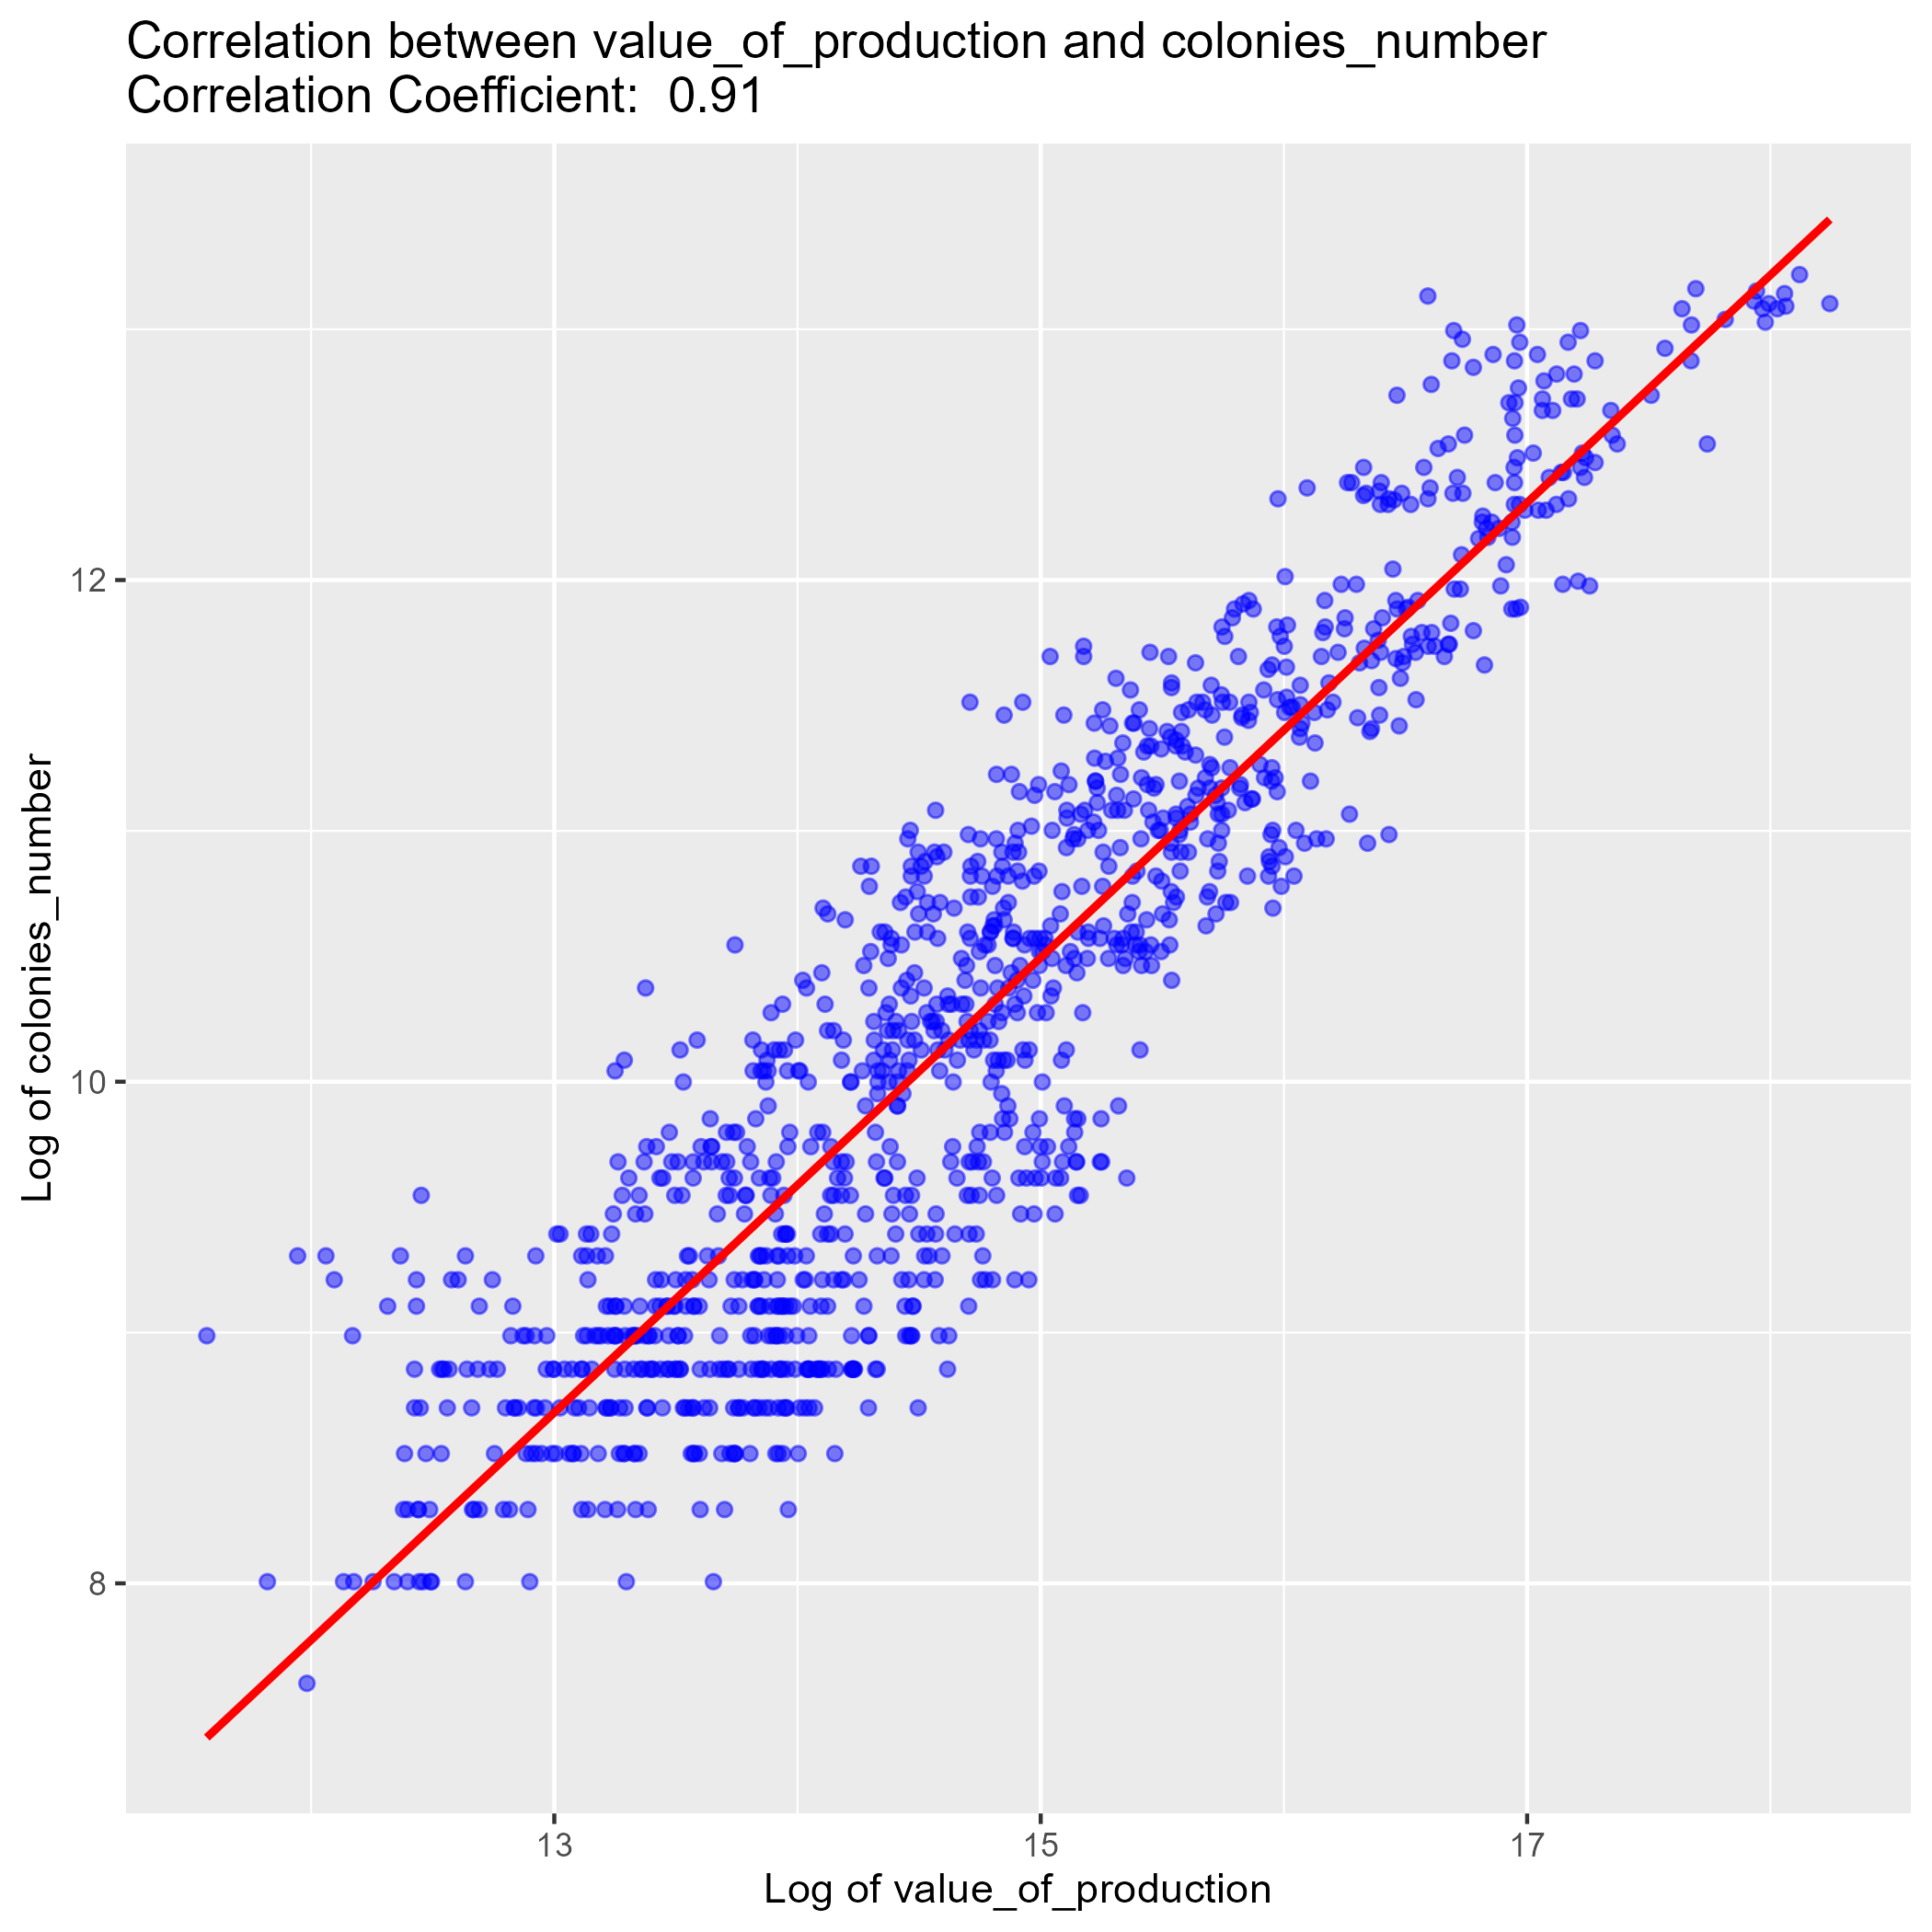 Correlation between value_of_production and colonies_number
Correlation Coefficient:  0.91
Log of colonies_number
12
10
8
13
15
17
Log of value_of_production